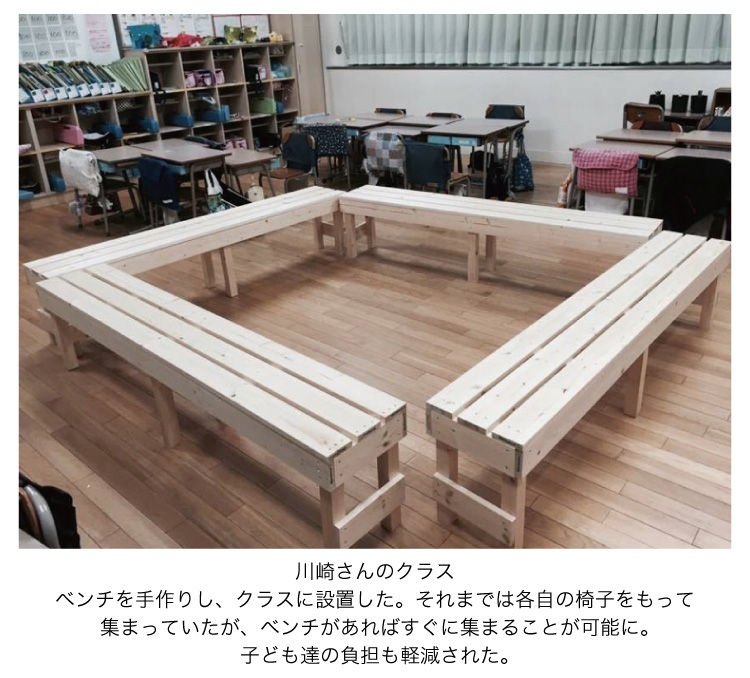 川崎さんのクラス
ベンチを手作りし、クラスに設置した。それまでは各自の椅子をもって
集まっていたが、ベンチがあればすぐに集まることが可能に。
子ども達の負担も軽減された。